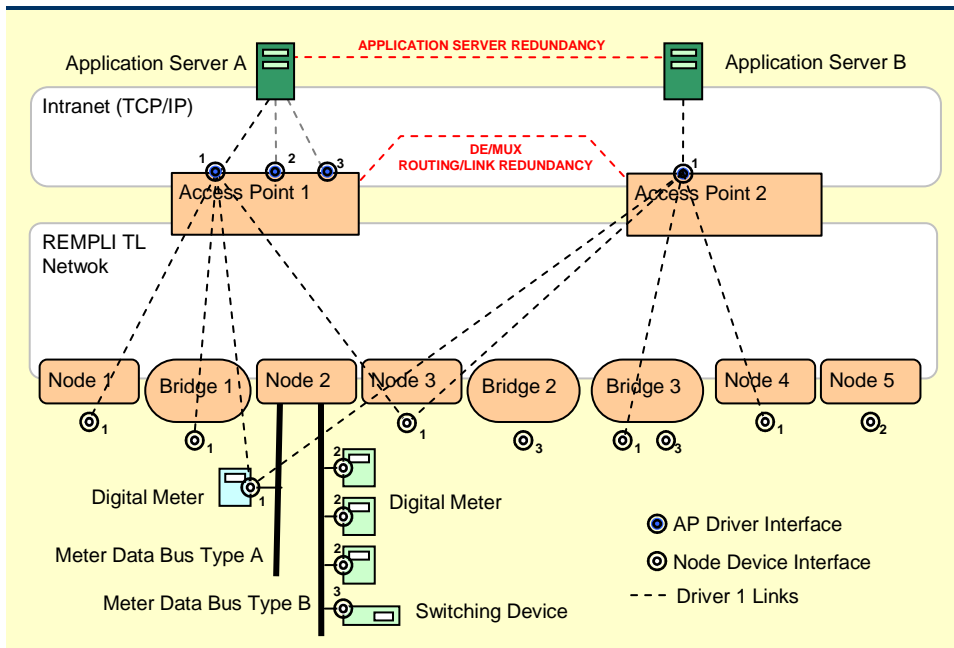 APPLICATION SERVER REDUNDANCY
Application Server A
Application Server B
Intranet (TCP/IP)
DE/MUX
ROUTING/LINK REDUNDANCY
1
2
3
1
Access Point 1
Access Point 2
REMPLI TL
Netwok
Node 1
Bridge 1
Node 2
Node 3
Bridge 2
Bridge 3
Node 4
Node 5
1
1
1
3
1
3
1
2
2
Digital Meter
1
2
Digital Meter
AP Driver Interface
Meter Data Bus Type A
2
Node Device Interface
Meter Data Bus Type B
3
Switching Device
Driver 1 Links